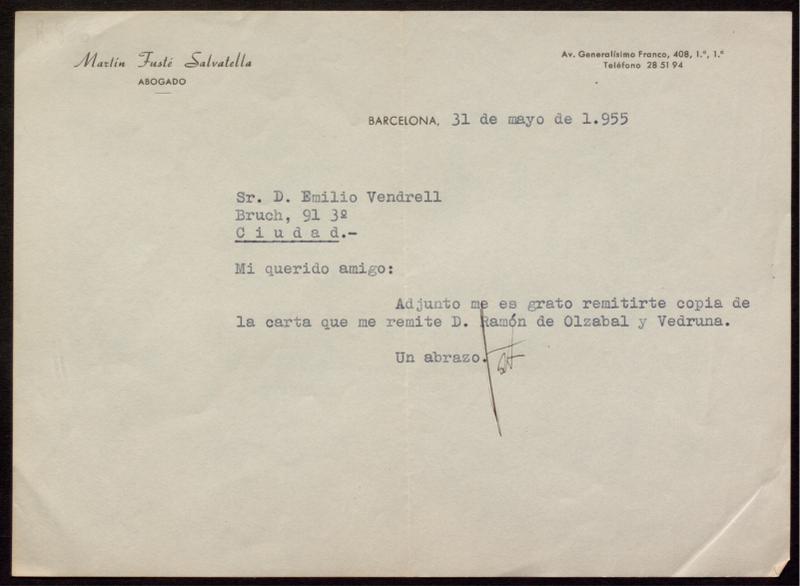 Martín Fusté Salvatella
ABOGADO
Av. Generalísimo Franco, 408, 1.º, 1.ª
Teléfono 28 51 94
BARCELONA, 31 de mayo de 1.955
Sr. D. Emilio Vendrell
Bruch, 91 3º
C i u d a d.-
Mi querido amigo:
Adjunto me es grato remitirte copia de
la carta que me remite D. Ramón de Olzabal y Vedruna.
Un abrazo.